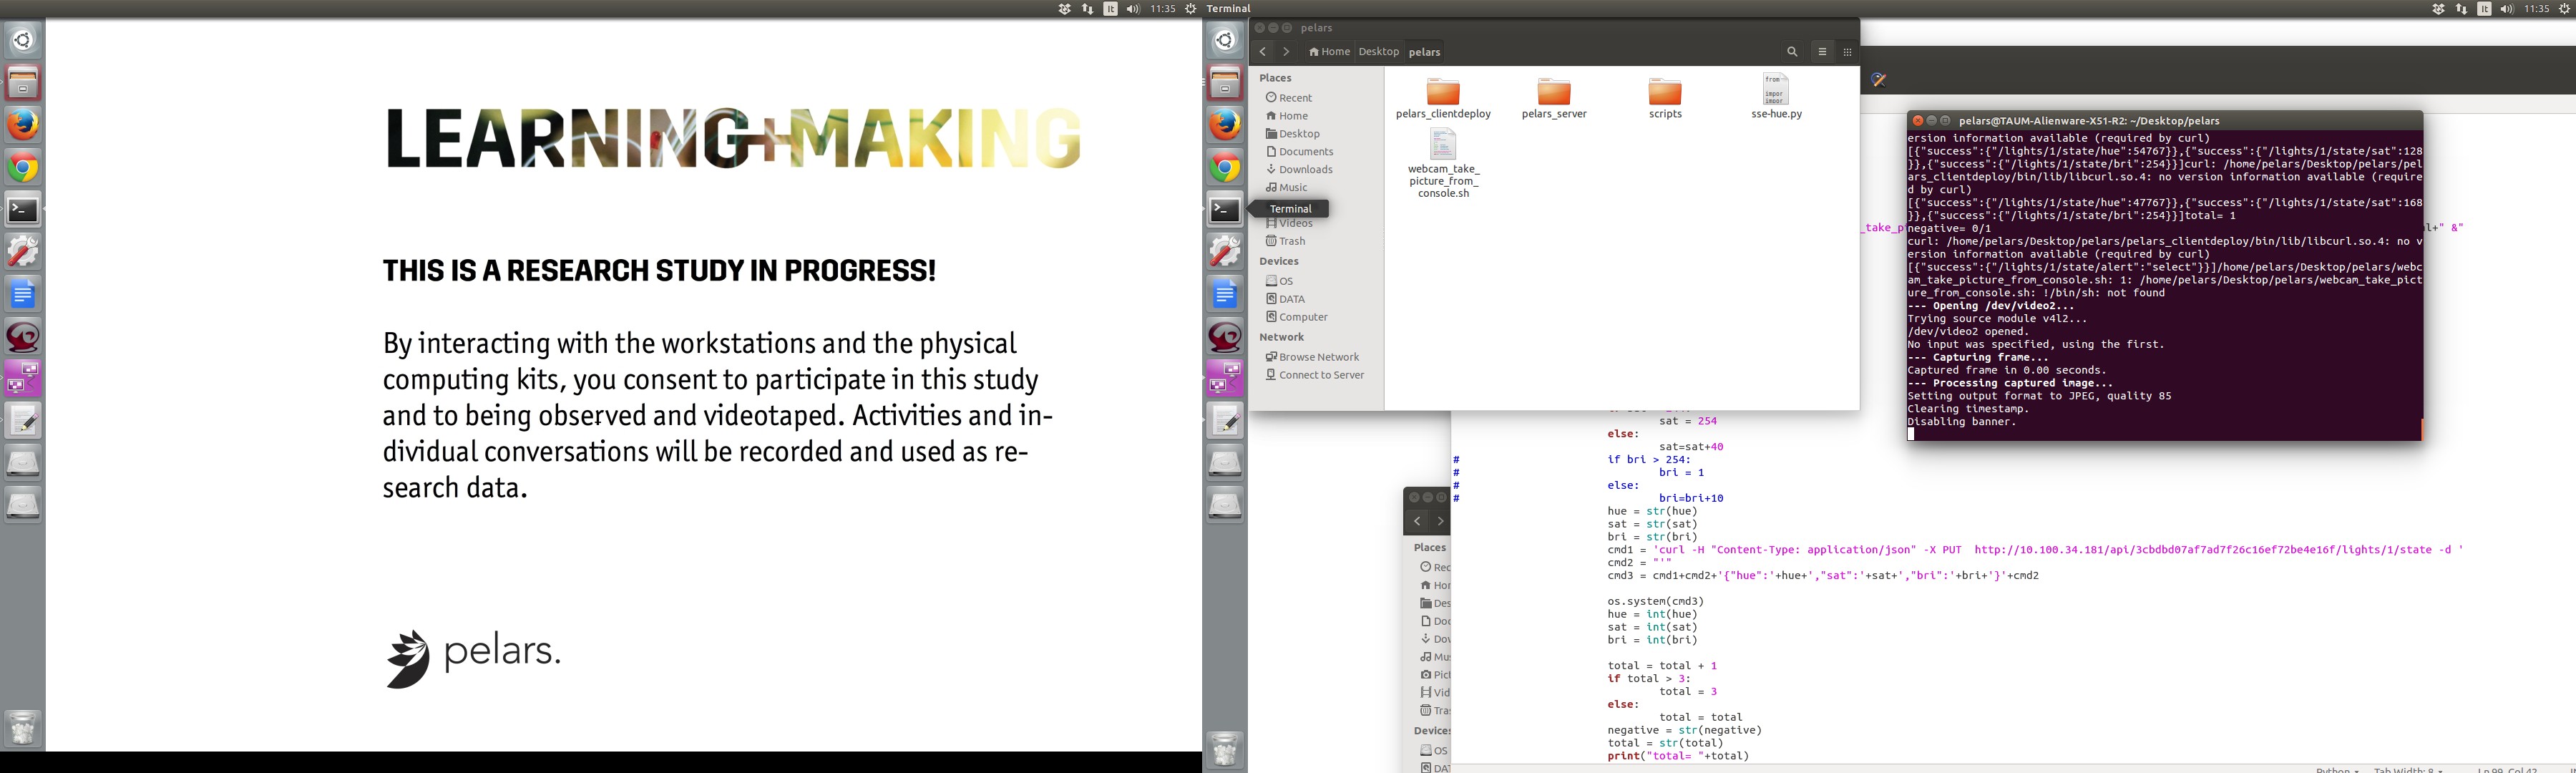 It
11:35
Terminal
It
11:35
LEARNING+MAKING
THIS IS A RESEARCH STUDY IN PROGRESS!
By interacting with the workstations and the physical
computing kits, you consent to participate in this study
and to being observed and videotaped. Activities and in-
dividual conversations will be recorded and used as re-
search data.
pelars.
Terminal
pelars
Home Desktop pelars
Places
Recent
Home
Desktop
Documents
Downloads
Music
Videos
Trash
Devices
OS
DATA
Computer
Network
Browse Network
Connect to Server
pelars_clientdeploy
pelars_server
scripts
from
impor
impor
sse-hue.py
webcam_take_
picture_from_
console.sh
pelars@TAUM-Alienware-X51-R2: ~/Desktop/pelars
ersion information available (required by curl)
[{"success":{"/lights/1/state/hue":54767}},{"success":{"/lights/1/state/sat":128
}},{"success":{"/lights/1/state/bri":254}}]curl: /home/pelars/Desktop/pelars/pel
ars_clientdeploy/bin/lib/libcurl.so.4: no version information available (require
d by curl)
[{"success":{"/lights/1/state/hue":47767}},{"success":{"/lights/1/state/sat":168
}},{"success":{"/lights/1/state/bri":254}}]total= 1
negative= 0/1
curl: /home/pelars/Desktop/pelars/pelars_clientdeploy/bin/lib/libcurl.so.4: no v
ersion information available (required by curl)
[{"success":{"/lights/1/state/alert":"select"}}]/home/pelars/Desktop/pelars/webc
am_take_picture_from_console.sh: 1: /home/pelars/Desktop/pelars/webcam_take_pict
ure_from_console.sh: !/bin/sh: not found
--- Opening /dev/video2...
Trying source module v4l2...
/dev/video2 opened.
No input was specified, using the first.
--- Capturing frame...
Captured frame in 0.00 seconds.
--- Processing captured image...
Setting output format to JPEG, quality 85
Clearing timestamp.
Disabling banner.
_take_p
l+" &"
sat = 254
else:
sat=sat+40
# if bri > 254:
# bri = 1
# else:
# bri=bri+10
hue = str(hue)
sat = str(sat)
bri = str(bri)
cmd1 = 'curl -H "Content-Type: application/json" -X PUT  http://10.100.34.181/api/3cbdbd07af7ad7f26c16ef72be4e16f/lights/1/state -d '
cmd2 = "'"
cmd3 = cmd1+cmd2+'{"hue":'+hue+',"sat":'+sat+',"bri":'+bri+'}'+cmd2
os.system(cmd3)
hue = int(hue)
sat = int(sat)
bri = int(bri)
total = total + 1
if total > 3:
total = 3
else:
total = total
negative = str(negative)
total = str(total)
print("total= "+total)
Places
Rec
Hor
Des
Doc
Dov
Mus
Pict
Vid
Tra
Devices
OS
DAT